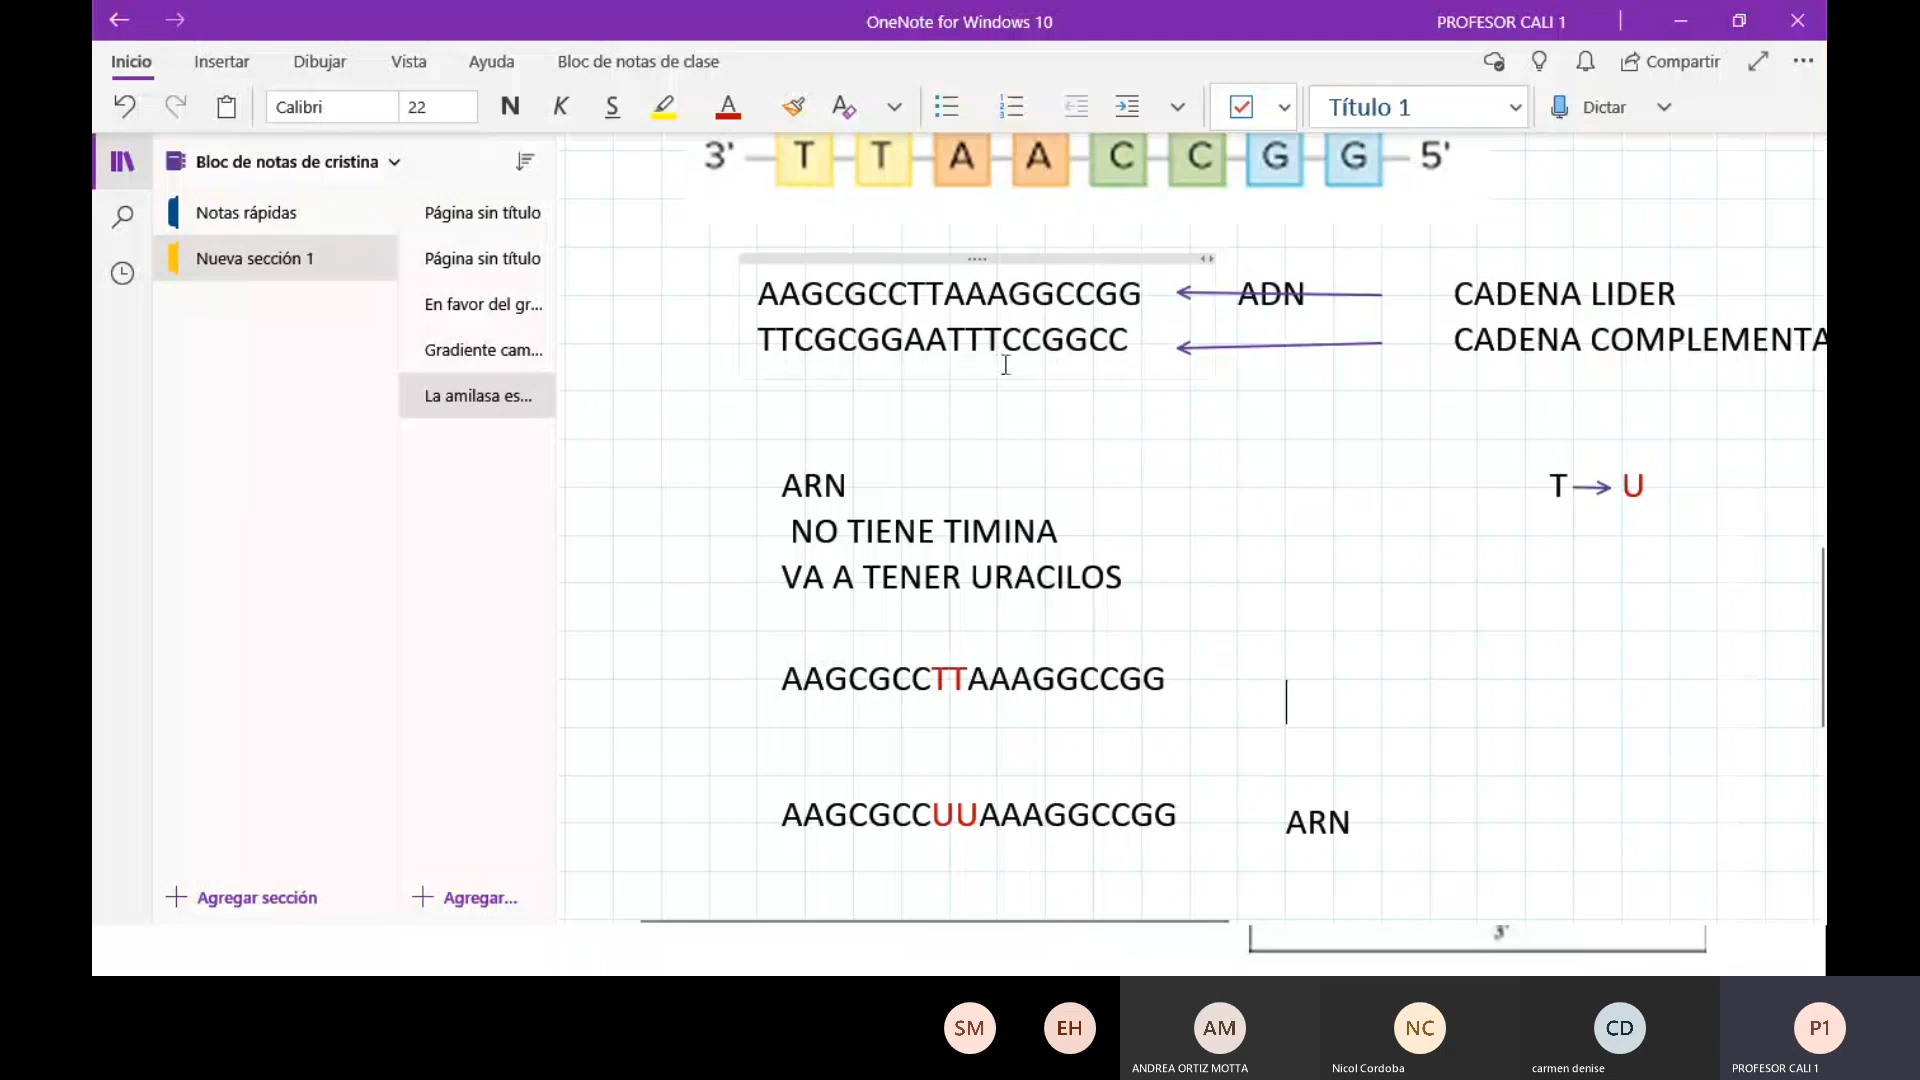 OneNote for Windows 10
PROFESOR CALI 1
Inicio
Insertar
Dibujar
Vista
Ayuda
Bloc de notas de clase
Compartir
Calibri
22
N
K
S
A
A
Título 1
Dictar
Bloc de notas de cristina
Notas rápidas
Nueva sección 1
Página sin título
Página sin título
En favor del gr...
Gradiente cam...
La amilasa es...
Agregar sección
Agregar...
3' T T A A C C G G 5'
AAGCGCCTTAAAGGCCGG ADN CADENA LIDER
TTCGCGGAATTTCCGGCC CADENA COMPLEMENTA
ARN
NO TIENE TIMINA
VA A TENER URACILOS
T U
AAGCGCCTTAAAGGCCGG
AAGCGCCUUAAAGGCCGG ARN
3'
SM
EH
AM
NC
CD
P1
ANDREA ORTIZ MOTTA
Nicol Cordoba
carmen denise
PROFESOR CALI 1